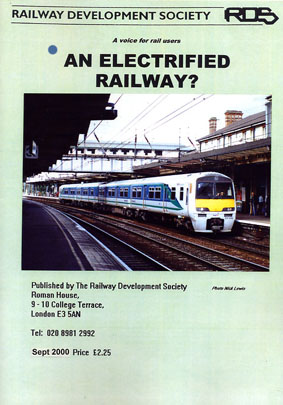 RAILWAY DEVELOPMENT SOCIETY RDS
A voice for rail users
AN ELECTRIFIED
RAILWAY?
Photo Nick Lewis
Published by The Railway Development Society
Roman House,
9 - 10 College Terrace,
London E3 5AN
Tel: 020 8981 2992
Sept 2000 Price £2.25